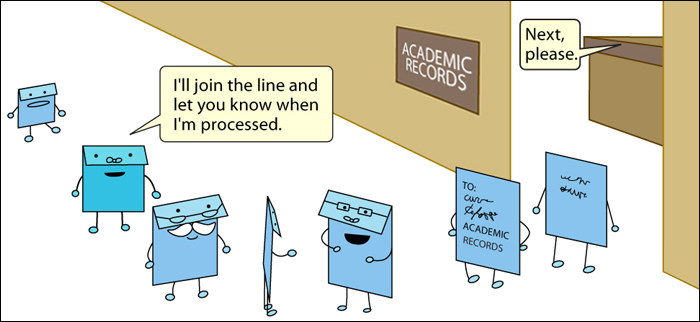 I'll join the line and
let you know when
I'm processed.
ACADEMIC
RECORDS
Next,
please.
TO:
ACADEMIC
RECORDS